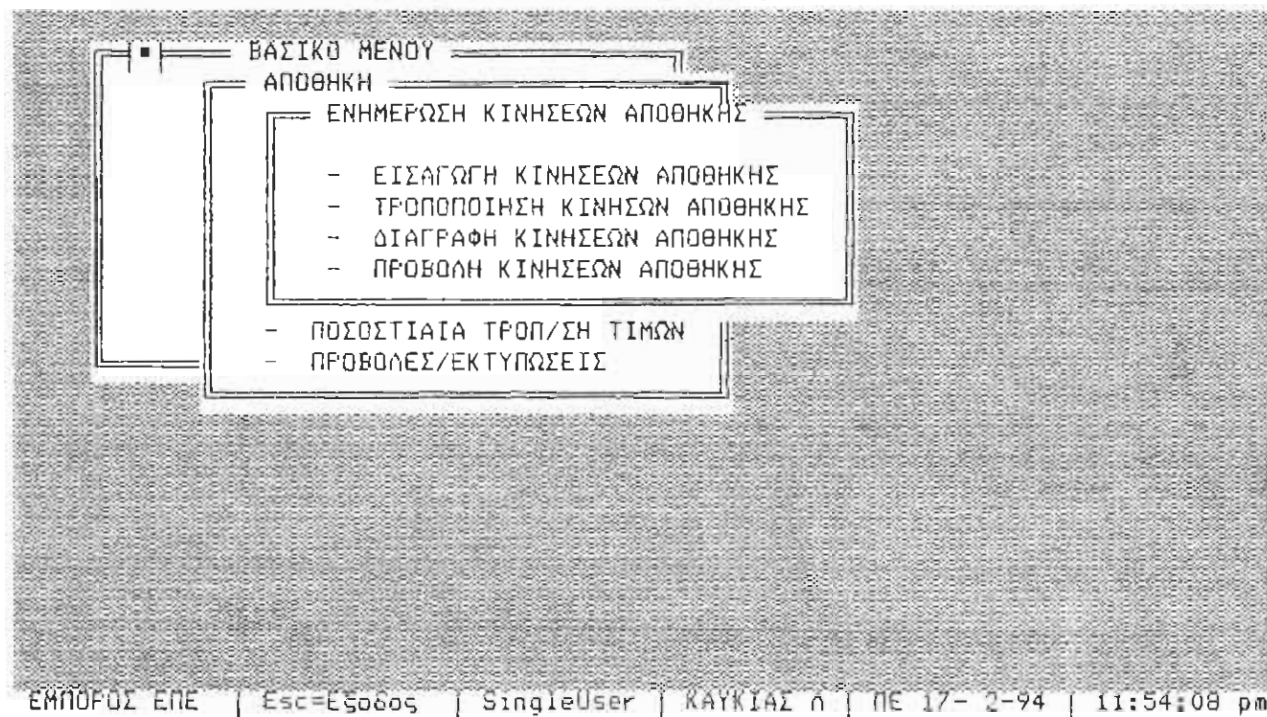 ΒΑΣΙΚΟ ΜΕΝΟΥ
ΑΠΟΘΗΚΗ
ΕΝΗΜΕΡΩΣΗ ΚΙΝΗΣΕΩΝ ΑΠΟΘΗΚΗΣ
- ΕΙΣΑΓΩΓΗ ΚΙΝΗΣΕΩΝ ΑΠΟΘΗΚΗΣ
- ΤΡΟΠΟΠΟΙΗΣΗ ΚΙΝΗΣΩΝ ΑΠΟΘΗΚΗΣ
- ΔΙΑΓΡΑΦΗ ΚΙΝΗΣΕΩΝ ΑΠΟΘΗΚΗΣ
- ΠΡΟΒΟΛΗ ΚΙΝΗΣΕΩΝ ΑΠΟΘΗΚΗΣ
- ΠΟΣΟΣΤΙΑΙΑ ΤΡΟΠ/ΣΗ ΤΙΜΩΝ
- ΠΡΟΒΟΛΕΣ/ΕΚΤΥΠΩΣΕΙΣ
ΕΜΠΟΡΟΣ ΕΠΕ | Esc=Εξοδος | SingleUser | ΚΑΥΚΙΑΣ Λ | ΠΕ 17- 2-94 | 11:54:08 pm